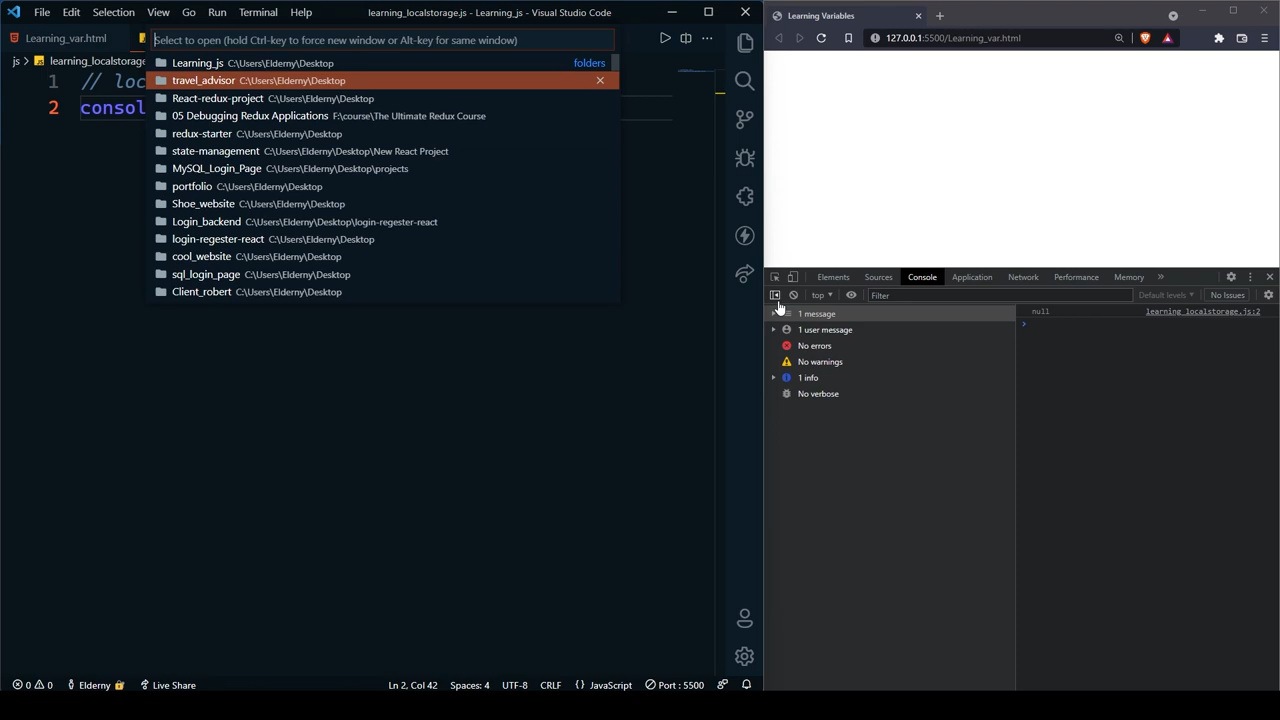 File Edit Selection View Go Run Terminal Help learning_localstorage.js - Learning_js - Visual Studio Code
Learning_var.html
Select to open (hold Ctrl-key to force new window or Alt-key for same window)
js > learning_localstorage
Learning_js C:\Users\Elderny\Desktop folders
travel_advisor C:\Users\Elderny\Desktop
React-redux-project C:\Users\Elderny\Desktop
05 Debugging Redux Applications F:\course\The Ultimate Redux Course
redux-starter C:\Users\Elderny\Desktop
state-management C:\Users\Elderny\Desktop\New React Project
MySQL_Login_Page C:\Users\Elderny\Desktop\projects
portfolio C:\Users\Elderny\Desktop
Shoe_website C:\Users\Elderny\Desktop
Login_backend C:\Users\Elderny\Desktop\login-regester-react
login-regester-react C:\Users\Elderny\Desktop
cool_website C:\Users\Elderny\Desktop
sql_login_page C:\Users\Elderny\Desktop
Client_robert C:\Users\Elderny\Desktop
1 // loc
2 consol
0 0 Elderny Live Share Ln 2, Col 42 Spaces: 4 UTF-8 CRLF {} JavaScript Port : 5500
Learning Variables
127.0.0.1:5500/Learning_var.html
Elements Sources Console Application Network Performance Memory »
top Filter Default levels No Issues
1 message
1 user message
No errors
No warnings
1 info
No verbose
null learning_localstorage.js:2